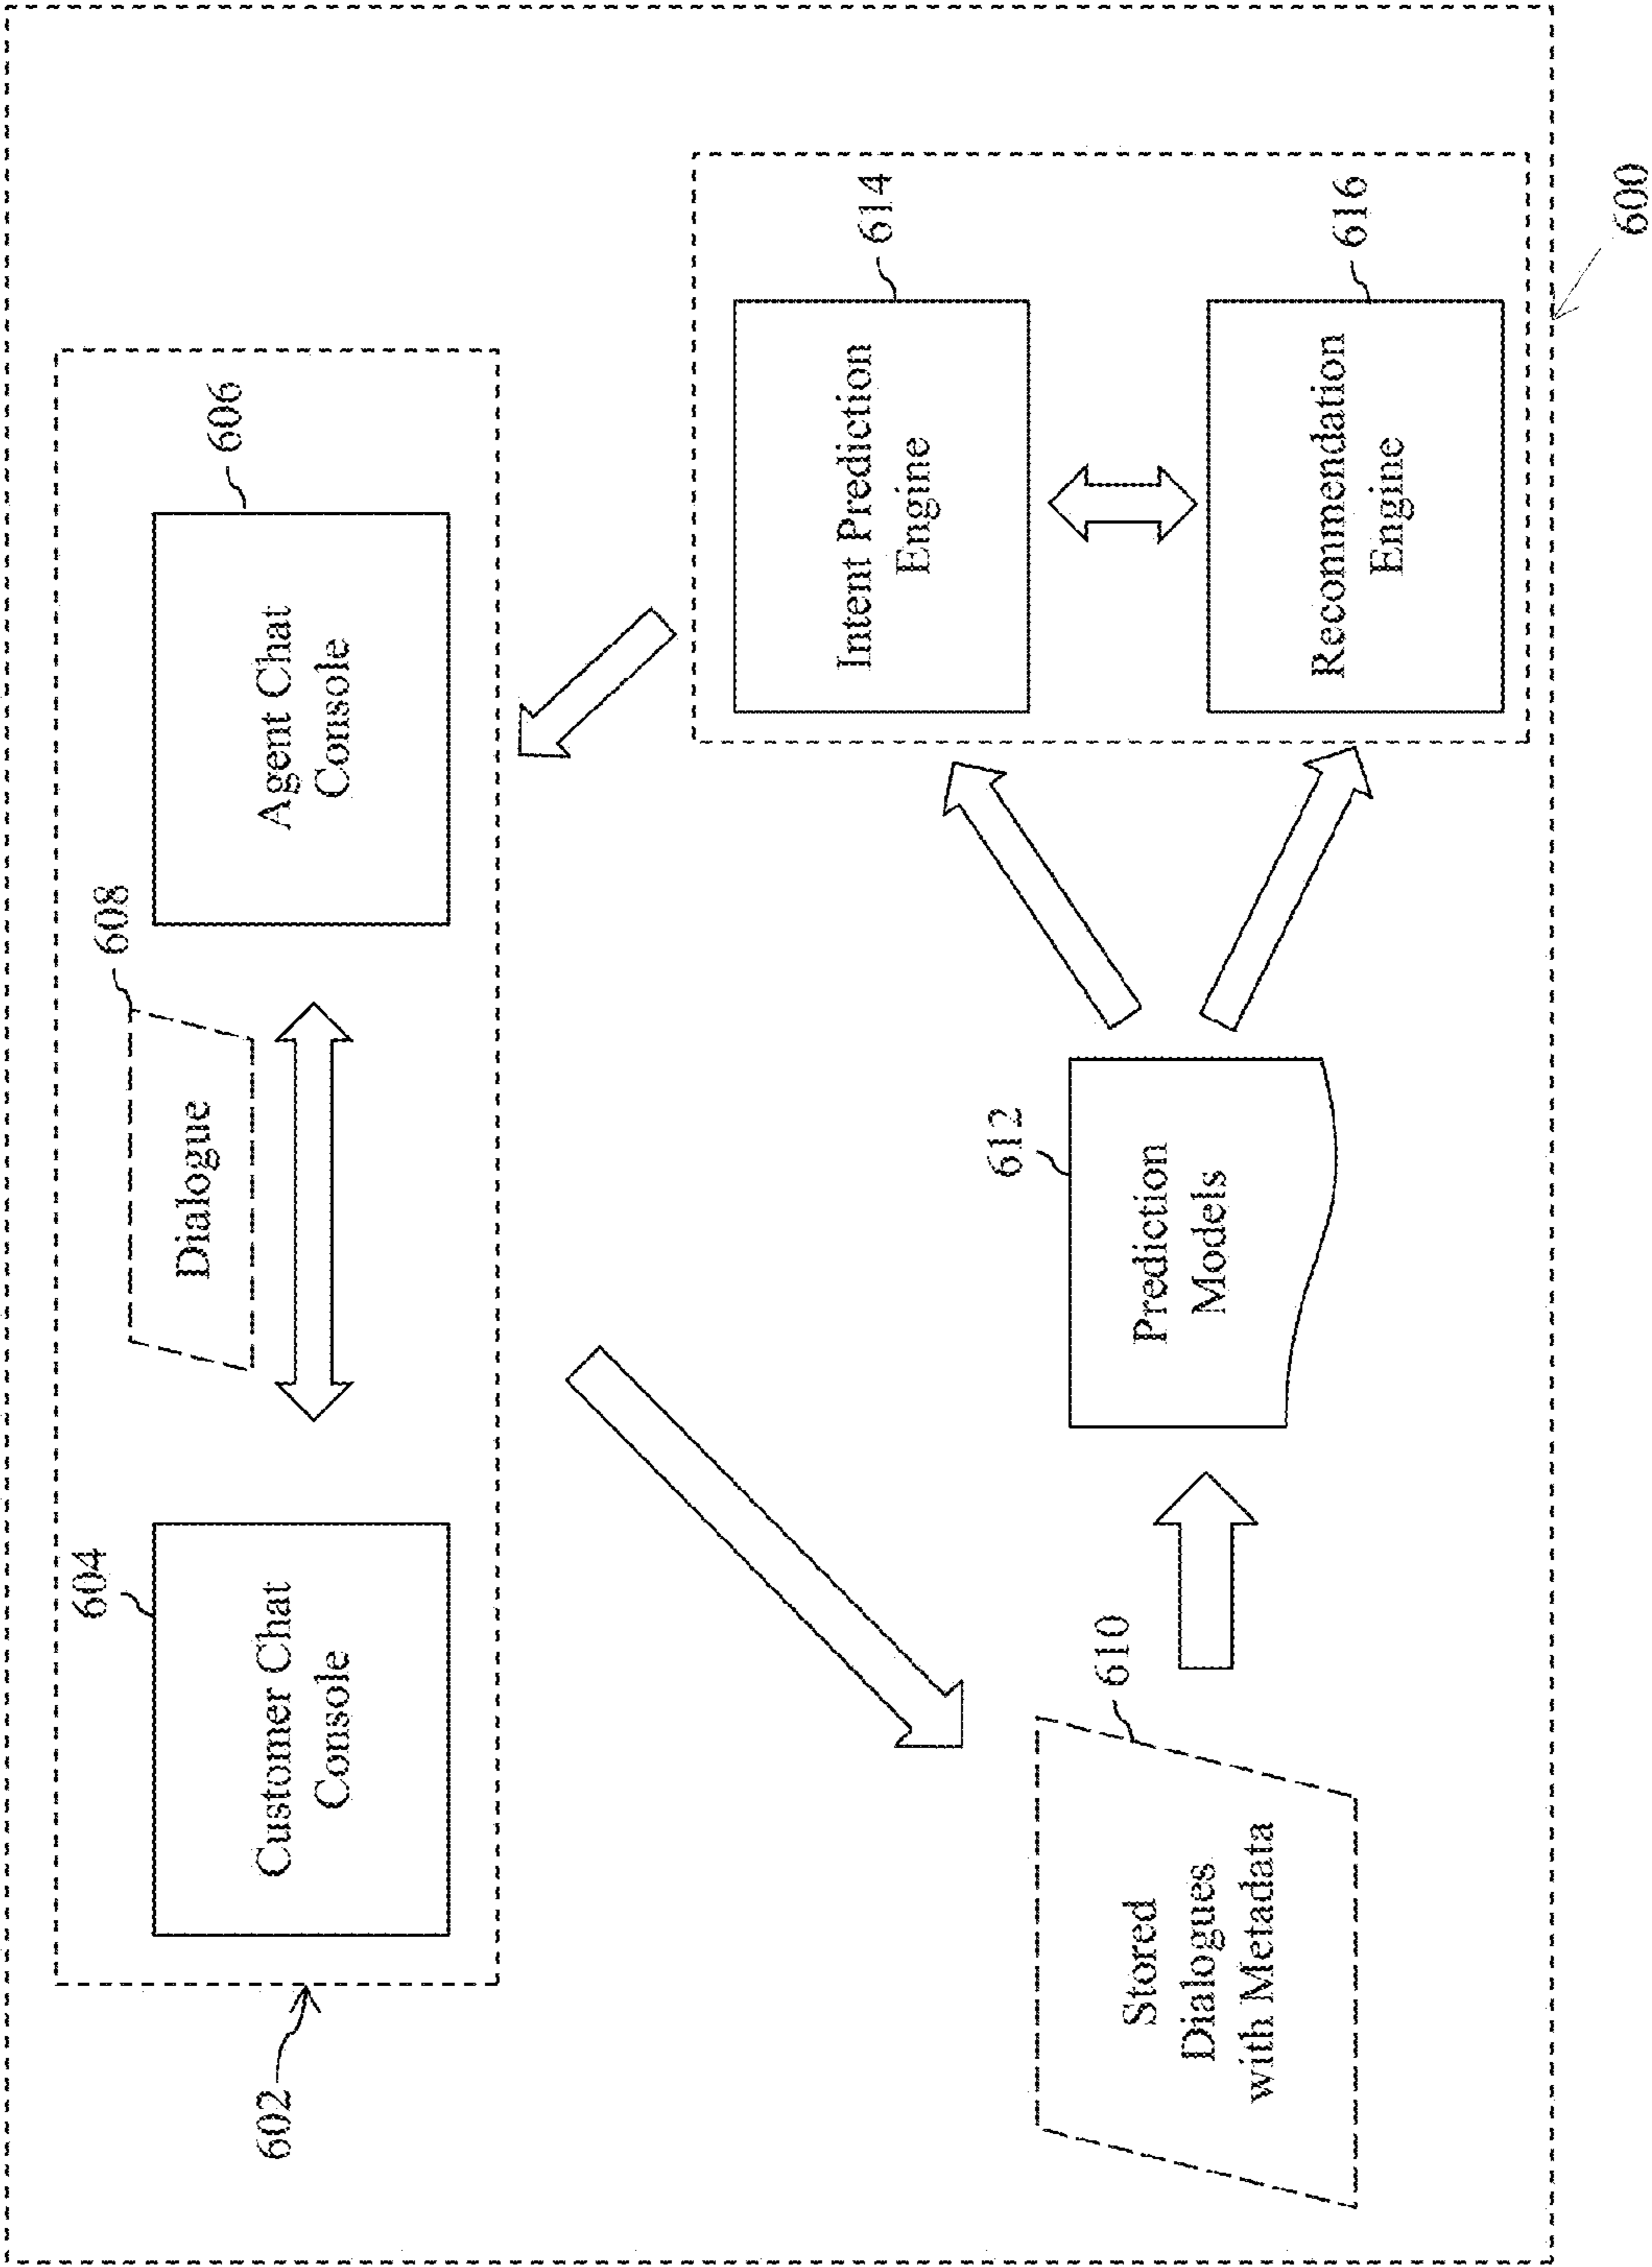 602
604
Customer Chat
Console
608
Dialogue
606
Agent Chat
Console
610
Stored
Dialogues
with Metadata
612
Prediction
Models
614
Intent Prediction
Engine
616
Recommendation
Engine
600